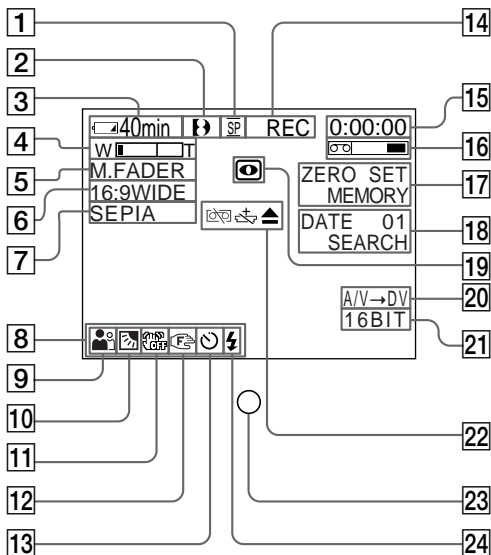 1
2
3
4
5
6
7
8
9
10
11
12
13
14
15
16
17
18
19
20
21
22
23
24
40min SP REC 0:00:00
W T
M.FADER
16:9WIDE
SEPIA
ZERO SET
MEMORY
DATE 01
SEARCH
A/V→DV
16BIT
OFF F